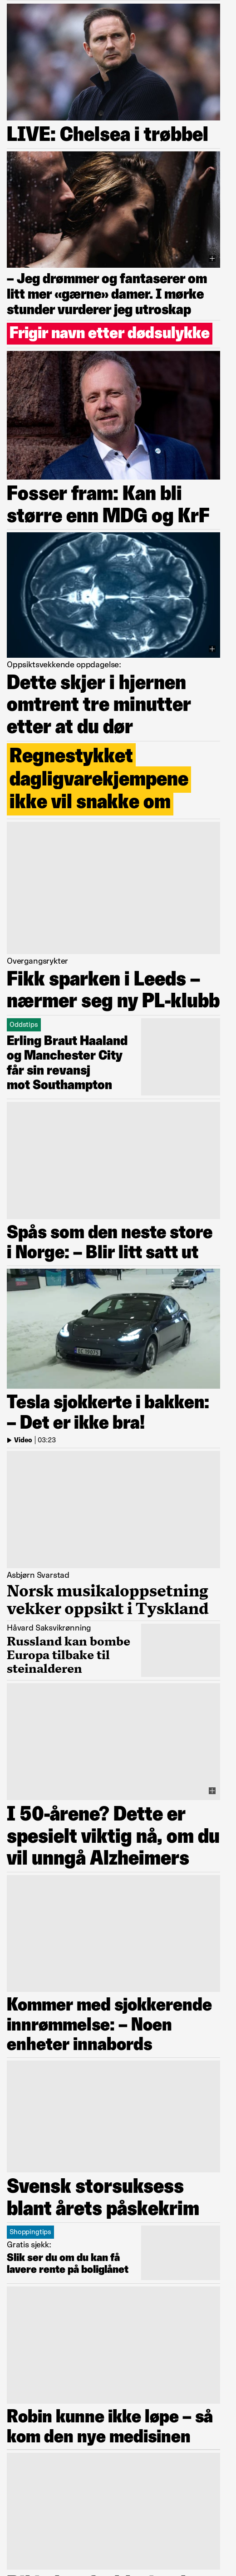 LIVE: Chelsea i trøbbel
– Jeg drømmer og fantaserer om
litt mer «gærne» damer. I mørke
stunder vurderer jeg utroskap
Frigir navn etter dødsulykke
Fosser fram: Kan bli
større enn MDG og KrF
Oppsiktsvekkende oppdagelse:
Dette skjer i hjernen
omtrent tre minutter
etter at du dør
Regnestykket
dagligvarekjempene
ikke vil snakke om
Overgangsrykter
Fikk sparken i Leeds –
nærmer seg ny PL-klubb
Oddstips
Erling Braut Haaland
og Manchester City
får sin revansj
mot Southampton
Spås som den neste store
i Norge: – Blir litt satt ut
Tesla sjokkerte i bakken:
– Det er ikke bra!
Video | 03:23
Asbjørn Svarstad
Norsk musikaloppsetning
vekker oppsikt i Tyskland
Håvard Saksvikrønning
Russland kan bombe
Europa tilbake til
steinalderen
I 50-årene? Dette er
spesielt viktig nå, om du
vil unngå Alzheimers
Kommer med sjokkerende
innrømmelse: – Noen
enheter innabords
Svensk storsuksess
blant årets påskekrim
Shoppingtips
Gratis sjekk:
Slik ser du om du kan få
lavere rente på boliglånet
Robin kunne ikke løpe – så
kom den nye medisinen